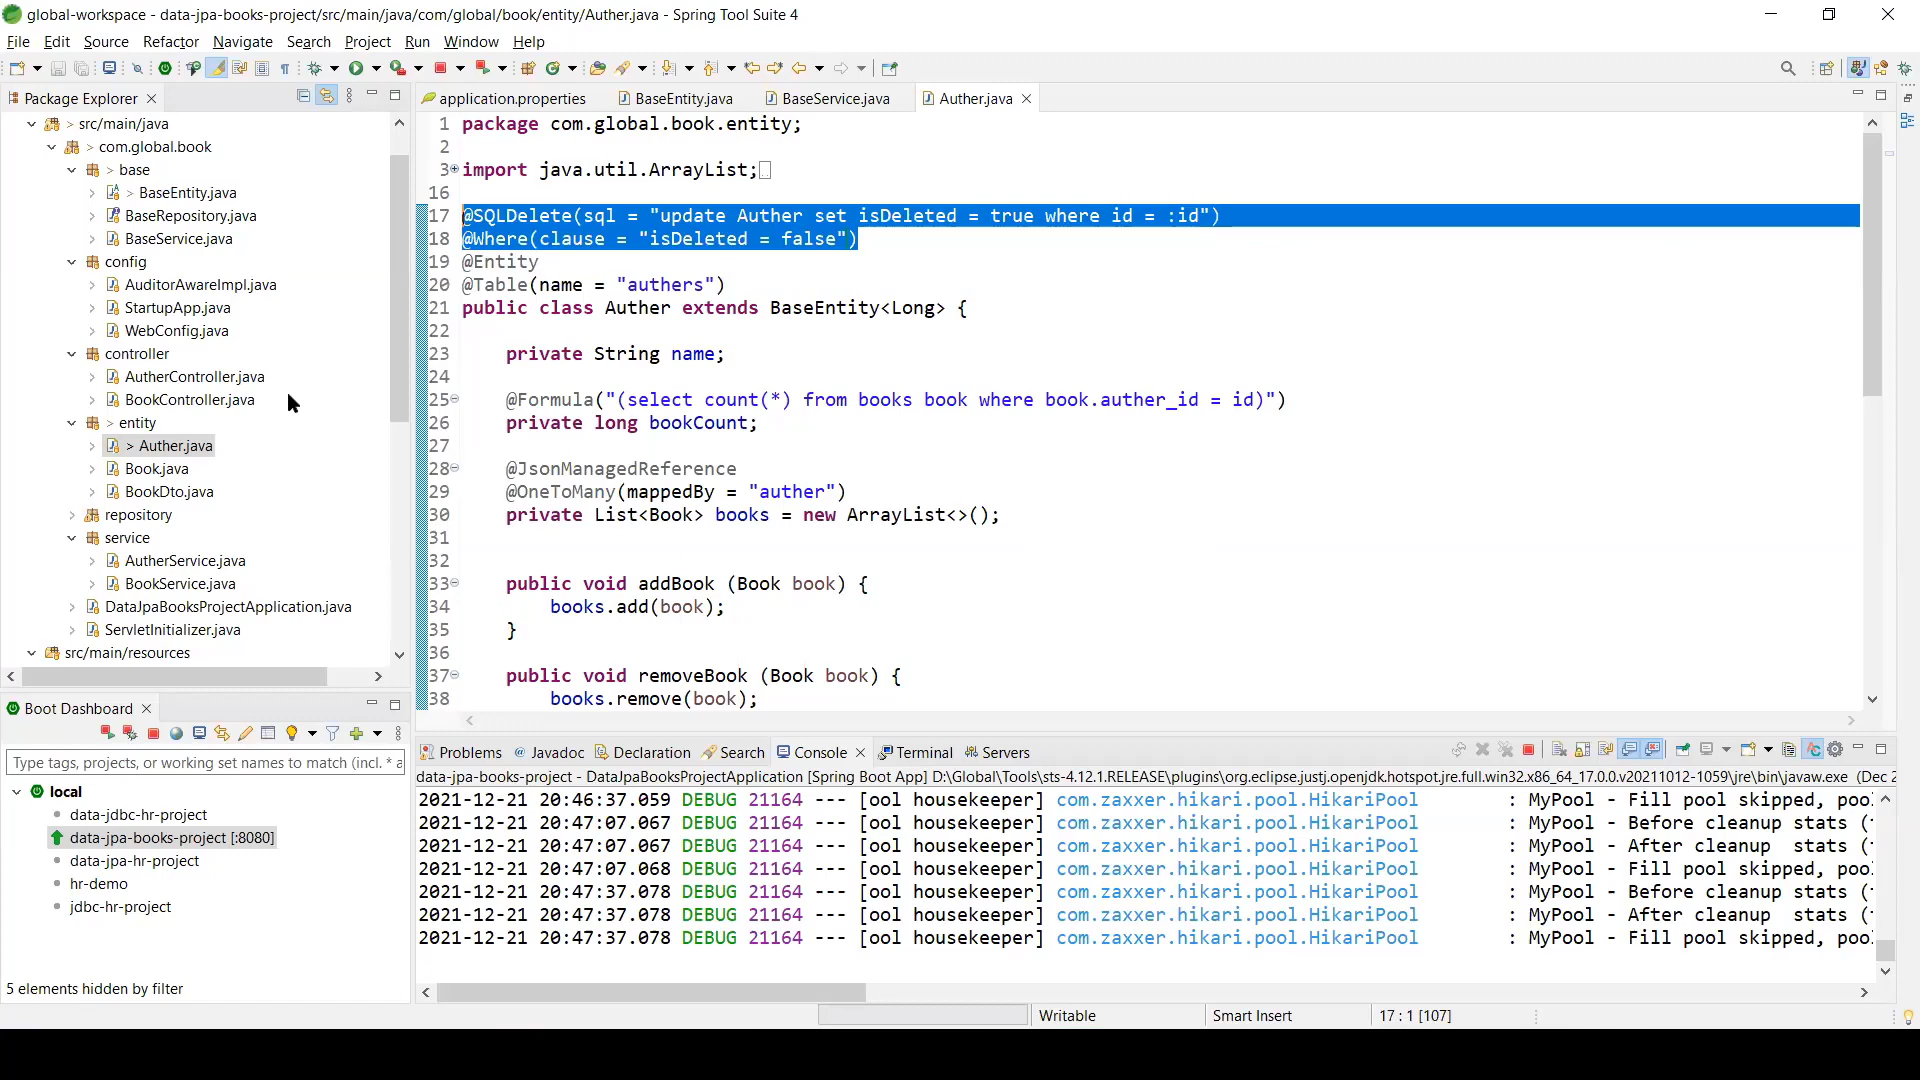 global-workspace - data-jpa-books-project/src/main/java/com/global/book/entity/Auther.java - Spring Tool Suite 4
File Edit Source Refactor Navigate Search Project Run Window Help
Package Explorer
src/main/java
> com.global.book
> base
> BaseEntity.java
BaseRepository.java
BaseService.java
config
AuditorAwareImpl.java
StartupApp.java
WebConfig.java
controller
AutherController.java
BookController.java
> entity
> Auther.java
Book.java
BookDto.java
repository
service
AutherService.java
BookService.java
DataJpaBooksProjectApplication.java
ServletInitializer.java
src/main/resources
Boot Dashboard
Type tags, projects, or working set names to match (incl. * a
local
data-jdbc-hr-project
data-jpa-books-project [:8080]
data-jpa-hr-project
hr-demo
jdbc-hr-project
5 elements hidden by filter
application.properties BaseEntity.java BaseService.java Auther.java
1 package com.global.book.entity;
2
3 import java.util.ArrayList;
16
17 @SQLDelete(sql = "update Auther set isDeleted = true where id = :id")
18 @Where(clause = "isDeleted = false")
19 @Entity
20 @Table(name = "authers")
21 public class Auther extends BaseEntity<Long> {
22
23 private String name;
24
25 @Formula("(select count(*) from books book where book.auther_id = id)")
26 private long bookCount;
27
28 @JsonManagedReference
29 @OneToMany(mappedBy = "auther")
30 private List<Book> books = new ArrayList<>();
31
32
33 public void addBook (Book book) {
34 books.add(book);
35 }
36
37 public void removeBook (Book book) {
38 books.remove(book);
Problems Javadoc Declaration Search Console Terminal Servers
data-jpa-books-project - DataJpaBooksProjectApplication [Spring Boot App] D:\Global\Tools\sts-4.12.1.RELEASE\plugins\org.eclipse.justj.openjdk.hotspot.jre.full.win32.x86_64_17.0.0.v20211012-1059\jre\bin\javaw.exe (Dec 2
2021-12-21 20:46:37.059 DEBUG 21164 --- [ool housekeeper] com.zaxxer.hikari.pool.HikariPool : MyPool - Fill pool skipped, poo
2021-12-21 20:47:07.067 DEBUG 21164 --- [ool housekeeper] com.zaxxer.hikari.pool.HikariPool : MyPool - Before cleanup stats (
2021-12-21 20:47:07.067 DEBUG 21164 --- [ool housekeeper] com.zaxxer.hikari.pool.HikariPool : MyPool - After cleanup stats (
2021-12-21 20:47:07.068 DEBUG 21164 --- [ool housekeeper] com.zaxxer.hikari.pool.HikariPool : MyPool - Fill pool skipped, poo
2021-12-21 20:47:37.078 DEBUG 21164 --- [ool housekeeper] com.zaxxer.hikari.pool.HikariPool : MyPool - Before cleanup stats (
2021-12-21 20:47:37.078 DEBUG 21164 --- [ool housekeeper] com.zaxxer.hikari.pool.HikariPool : MyPool - After cleanup stats (
2021-12-21 20:47:37.078 DEBUG 21164 --- [ool housekeeper] com.zaxxer.hikari.pool.HikariPool : MyPool - Fill pool skipped, poo
Writable Smart Insert 17 : 1 [107]